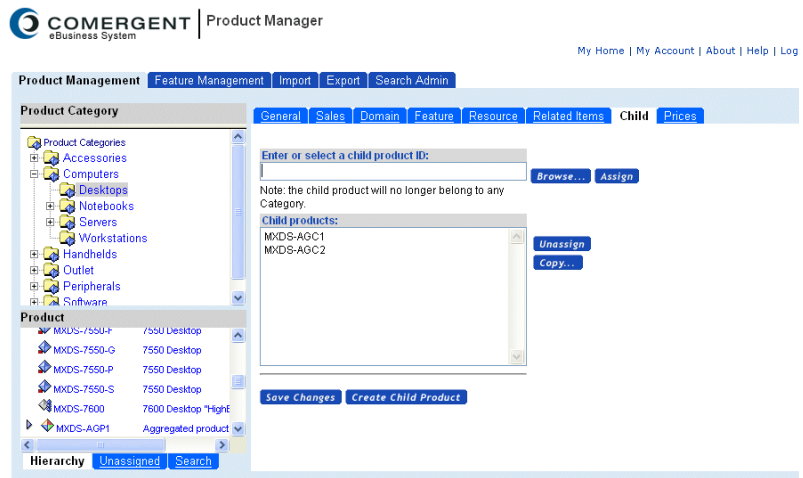 COMERGENT
eBusiness System
Product Manager
My Home | My Account | About | Help | Log
Product Management Feature Management Import Export Search Admin
Product Category
General Sales Domain Feature Resource Related Items Child Prices
Product Categories
Accessories
Computers
Desktops
Notebooks
Servers
Workstations
Handhelds
Outlet
Peripherals
Software
Enter or select a child product ID:
Browse... Assign
Note: the child product will no longer belong to any
Category.
Child products:
MXDS-AGC1
MXDS-AGC2
Unassign
Copy...
Save Changes Create Child Product
Product
MXDS-7550-F 7550 Desktop
MXDS-7550-G 7550 Desktop
MXDS-7550-P 7550 Desktop
MXDS-7550-S 7550 Desktop
MXDS-7600 7600 Desktop "HighE
MXDS-AGP1 Aggregated product
Hierarchy Unassigned Search